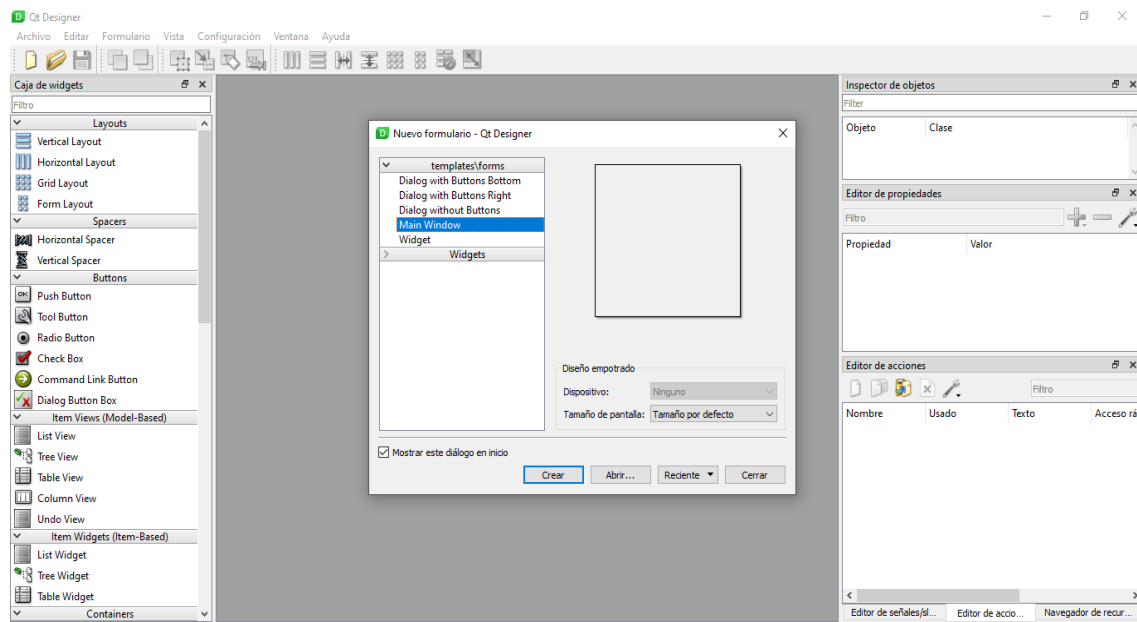 Qt Designer
Archivo Editar Formulario Vista Configuración Ventana Ayuda
Caja de widgets
Filtro
Layouts
Vertical Layout
Horizontal Layout
Grid Layout
Form Layout
Spacers
Horizontal Spacer
Vertical Spacer
Buttons
OK Push Button
Tool Button
Radio Button
Check Box
Command Link Button
Dialog Button Box
Item Views (Model-Based)
List View
Tree View
Table View
Column View
Undo View
Item Widgets (Item-Based)
List Widget
Tree Widget
Table Widget
Containers
Nuevo formulario - Qt Designer
templates\forms
Dialog with Buttons Bottom
Dialog with Buttons Right
Dialog without Buttons
Main Window
Widget
Widgets
Diseño empotrado
Dispositivo: Ninguno
Tamaño de pantalla: Tamaño por defecto
Mostrar este diálogo en inicio
Crear Abrir... Reciente Cerrar
Inspector de objetos
Filter
Objeto Clase
Editor de propiedades
Filtro
Propiedad Valor
Editor de acciones
Filtro
Nombre Usado Texto Acceso rá
Editor de señales/sl... Editor de accio... Navegador de recur...